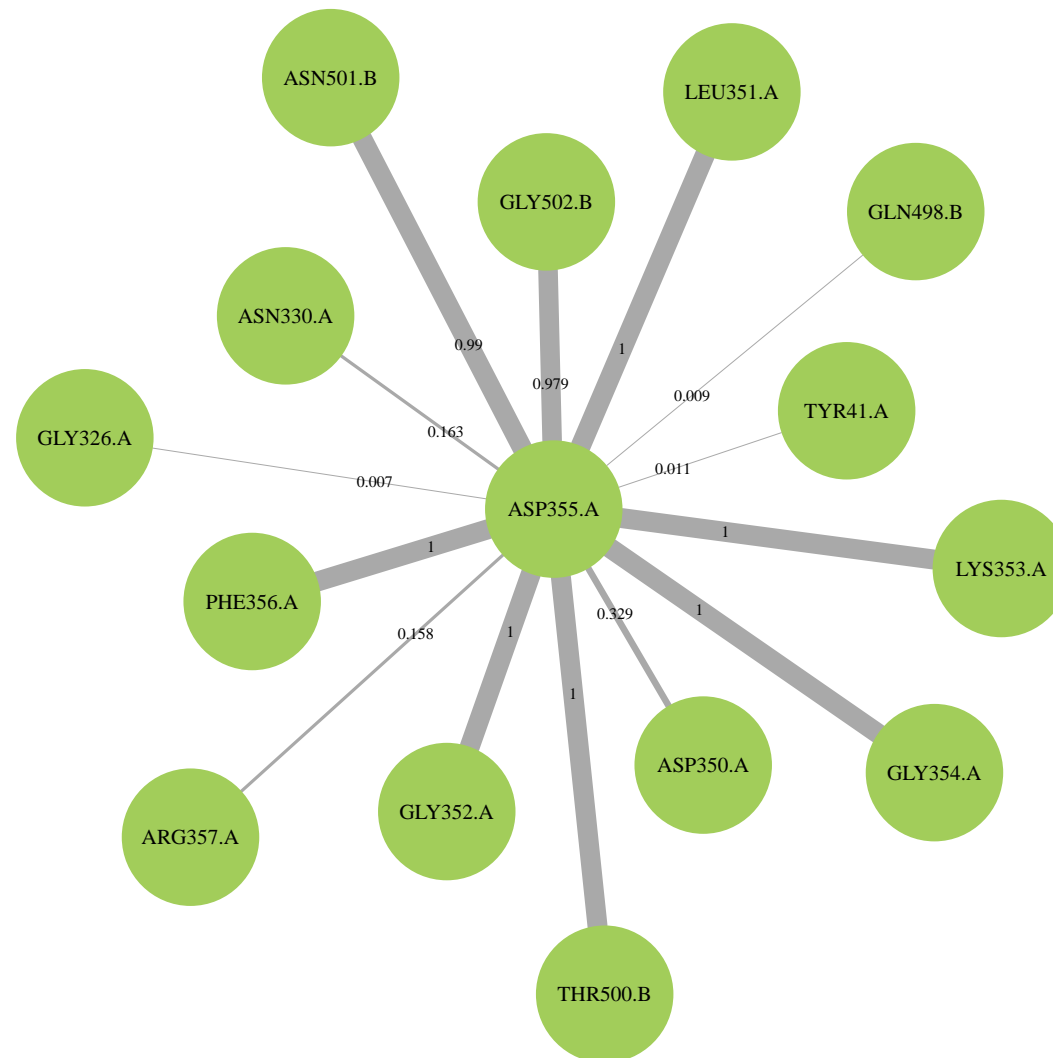 ASN501.B
LEU351.A
GLY502.B
GLN498.B
ASN330.A
0.99
1
0.979
0.009
TYR41.A
GLY326.A
0.163
0.007
0.011
ASP355.A
1
1
LYS353.A
PHE356.A
0.158
1
0.329
1
1
ASP350.A
GLY354.A
ARG357.A
GLY352.A
THR500.B